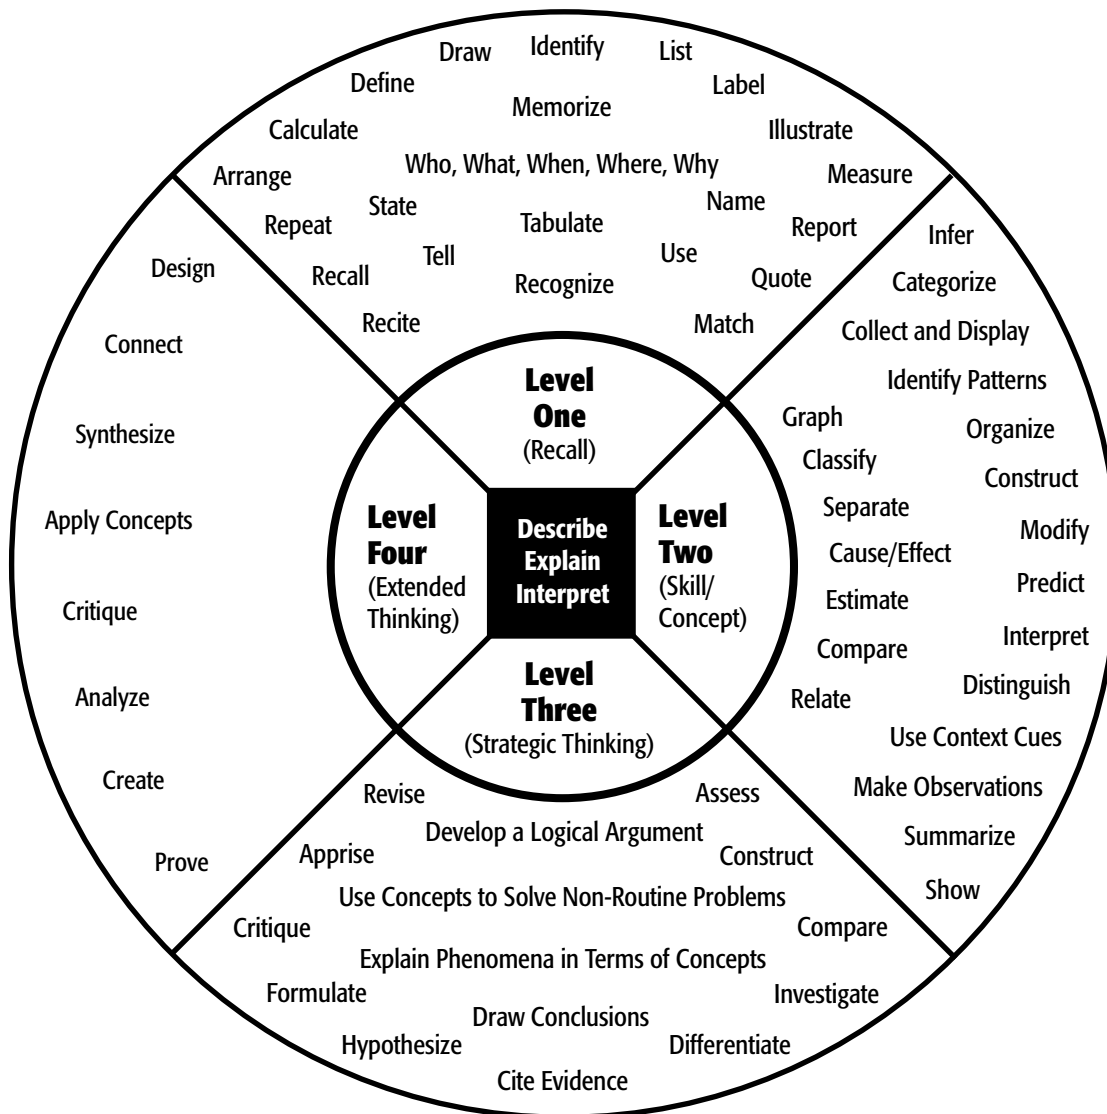 Draw
Identify
List
Define
Label
Memorize
Calculate
Illustrate
Who, What, When, Where, Why
Arrange
Measure
State
Name
Repeat
Tabulate
Report
Tell
Use
Recall
Recognize
Quote
Recite
Match
Level
One
(Recall)
Infer
Categorize
Collect and Display
Identify Patterns
Graph
Organize
Classify
Construct
Separate
Modify
Cause/Effect
Predict
Estimate
Interpret
Compare
Distinguish
Relate
Use Context Cues
Make Observations
Summarize
Show
Level
Two
(Skill/
Concept)
Describe
Explain
Interpret
Level
Four
(Extended
Thinking)
Design
Connect
Synthesize
Apply Concepts
Critique
Analyze
Create
Prove
Level
Three
(Strategic Thinking)
Revise
Assess
Develop a Logical Argument
Apprise
Construct
Use Concepts to Solve Non-Routine Problems
Critique
Compare
Explain Phenomena in Terms of Concepts
Formulate
Investigate
Draw Conclusions
Hypothesize
Differentiate
Cite Evidence